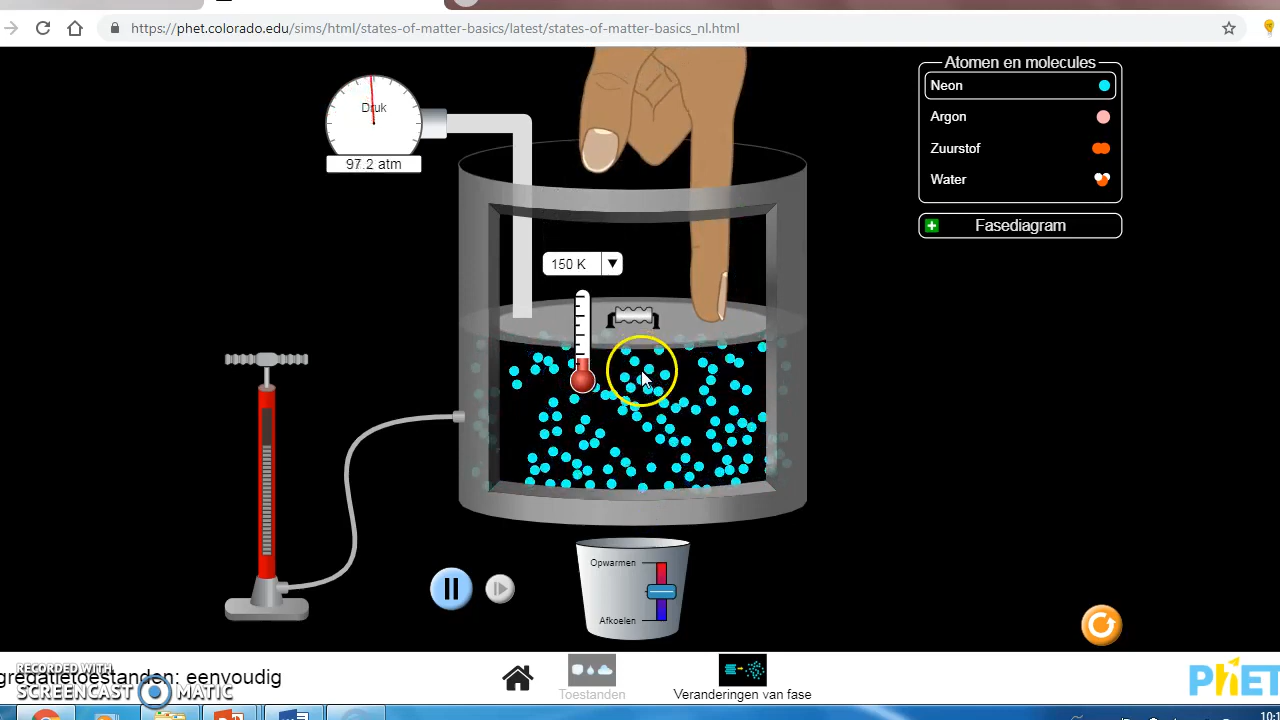 https://phet.colorado.edu/sims/html/states-of-matter-basics/latest/states-of-matter-basics_nl.html
Druk
97.2 atm
Atomen en moleculen
Neon
Argon
Zuurstof
Water
Fasediagram
150 K
Opwarmen
Afkoelen
RECORDED WITH
gregatietoestanden: eenvoudig
SCREENCAST MATIC
Toestanden
Veranderingen van fase
PhET